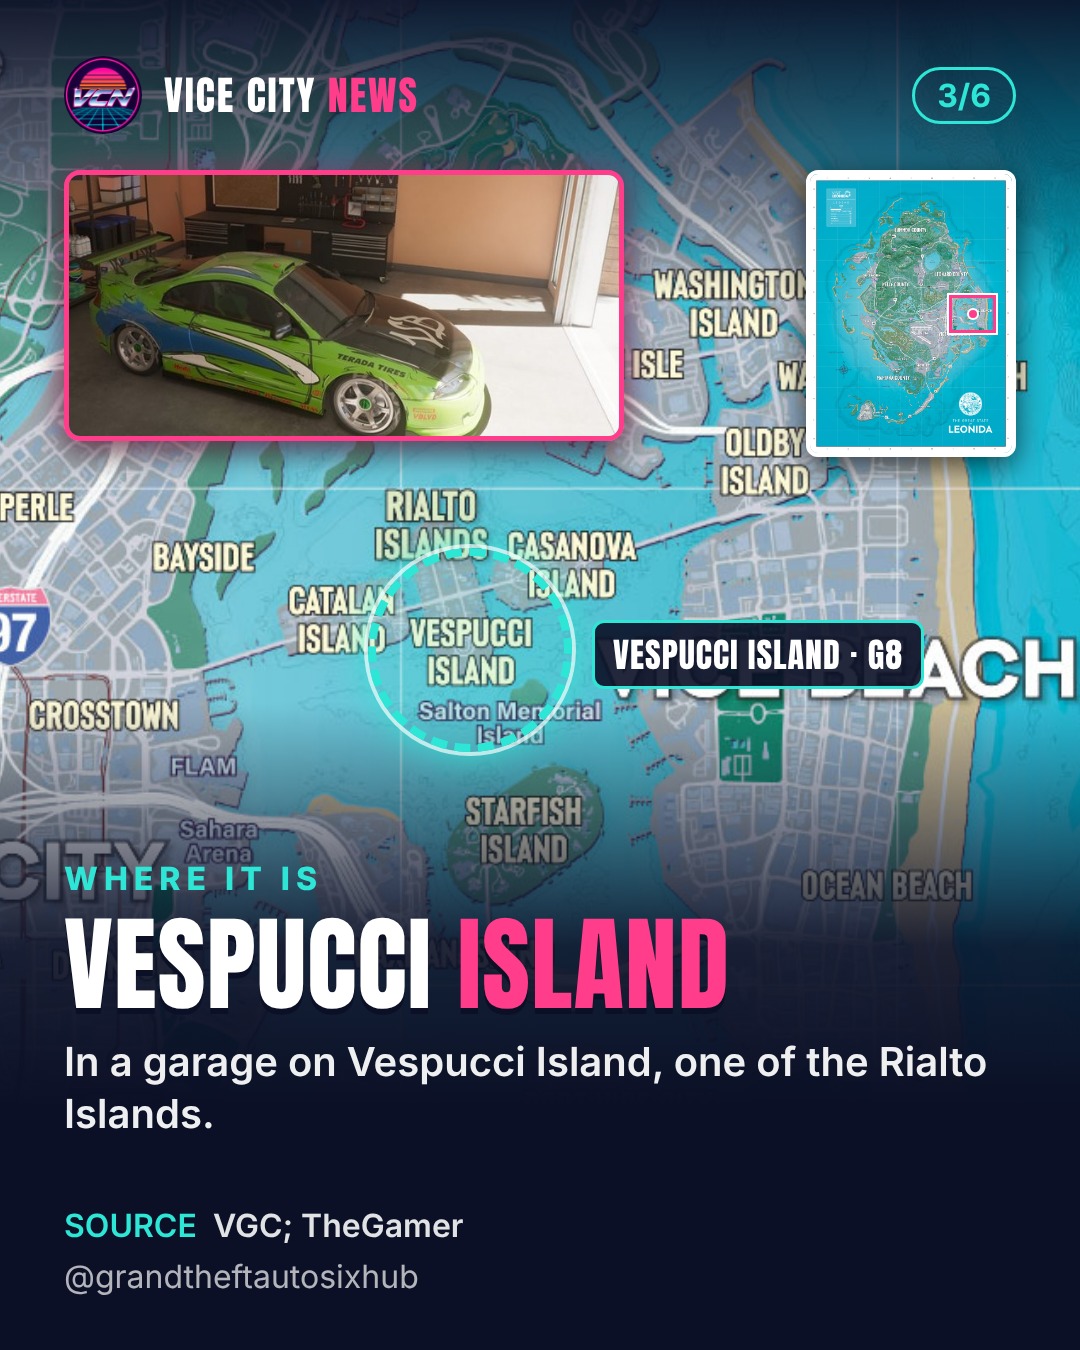 VCN
VICE CITY NEWS
3/6
TERADA TIRES
WASHINGTON
ISLAND
ISLE
OLDBY
ISLAND
LEONIDA
PERLE
BAYSIDE
RIALTO
ISLANDS
CASANOVA
ISLAND
CATALAN
ISLAND
VESPUCCI
ISLAND
97
VESPUCCI ISLAND · G8
VICE BEACH
CROSSTOWN
Salton Memorial
Island
FLAM
STARFISH
ISLAND
Sahara
Arena
CITY
OCEAN BEACH
WHERE IT IS
VESPUCCI ISLAND
In a garage on Vespucci Island, one of the Rialto
Islands.
SOURCE VGC; TheGamer
@grandtheftautosixhub